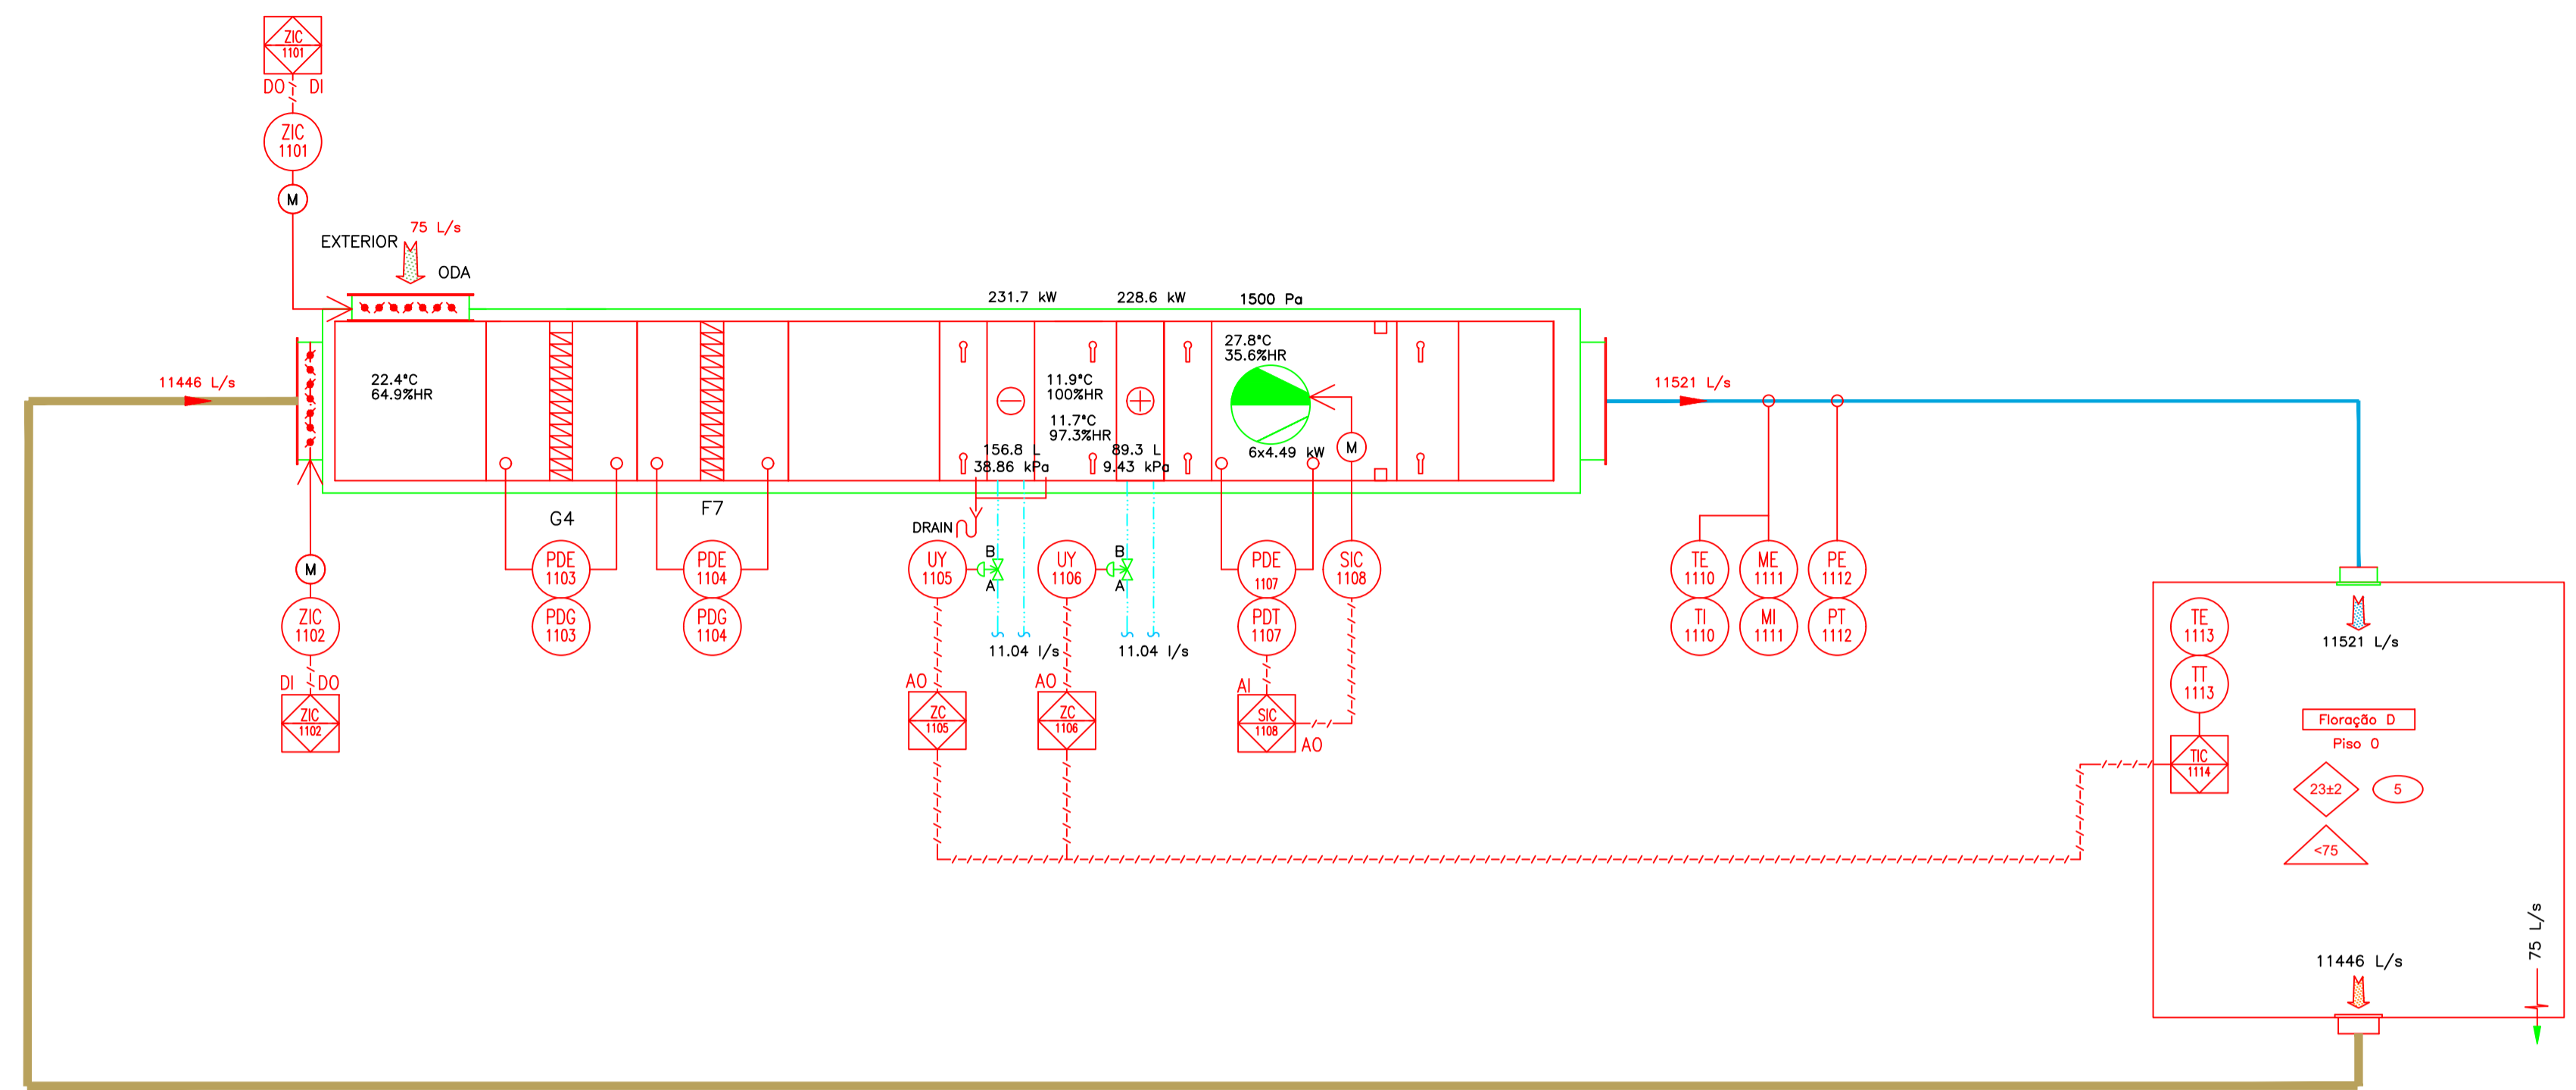 ZIC
1101
DO DI
ZIC
1101
M
75 L/s
EXTERIOR
ODA
231.7 kW
228.6 kW
1500 Pa
11446 L/s
22.4°C
64.9%HR
11.9°C
100%HR
11.7°C
97.3%HR
27.8°C
35.6%HR
156.8 L
38.86 kPa
89.3 L
9.43 kPa
6x4.49 kW
M
11521 L/s
G4
F7
DRAIN
M
ZIC
1102
DI DO
ZIC
1102
PDE
1103
PDG
1103
PDE
1104
PDG
1104
UY
1105
B
A
11.04 l/s
AO
ZC
1105
UY
1106
B
A
11.04 l/s
AO
ZC
1106
PDE
1107
PDT
1107
AI
SIC
1108
AO
SIC
1108
TE
1110
TI
1110
ME
1111
MI
1111
PE
1112
PT
1112
TE
1113
TT
1113
TIC
1114
11521 L/s
Floração D
Piso 0
23±2
5
<75
11446 L/s
75 L/s